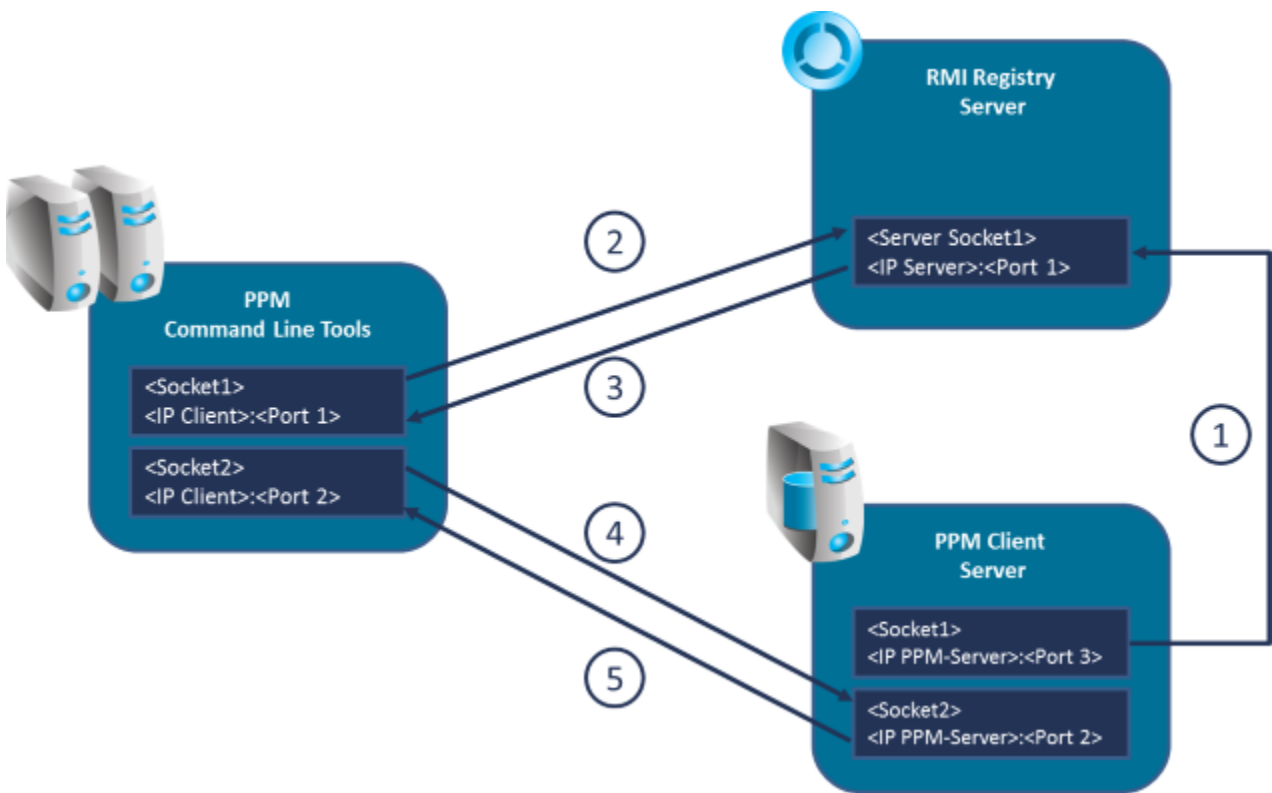 RMI Registry
Server
<Server Socket1>
<IP Server>:<Port 1>
2
PPM
Command Line Tools
<Socket1>
<IP Client>:<Port 1>
<Socket2>
<IP Client>:<Port 2>
3
1
4
5
PPM Client
Server
<Socket1>
<IP PPM-Server>:<Port 3>
<Socket2>
<IP PPM-Server>:<Port 2>